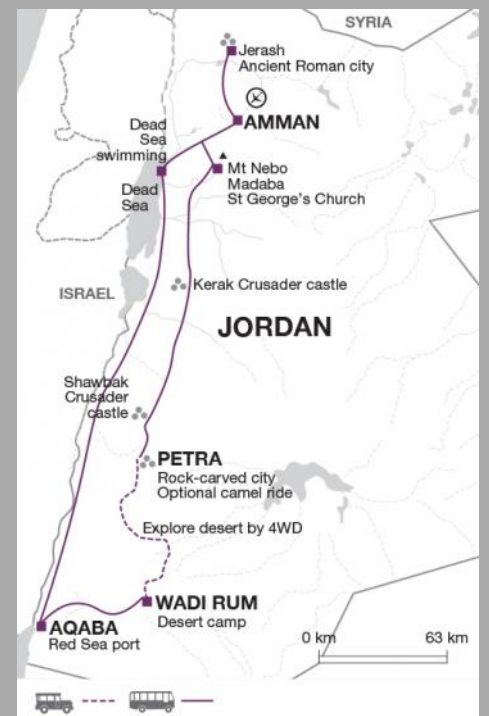 SYRIA
Jerash
Ancient Roman city
AMMAN
Dead
Sea
swimming
Dead
Sea
Mt Nebo
Madaba
St George's Church
ISRAEL
Kerak Crusader castle
JORDAN
Shawbak
Crusader
castle
PETRA
Rock-carved city
Optional camel ride
Explore desert by 4WD
WADI RUM
Desert camp
AQABA
Red Sea port
0 km 63 km